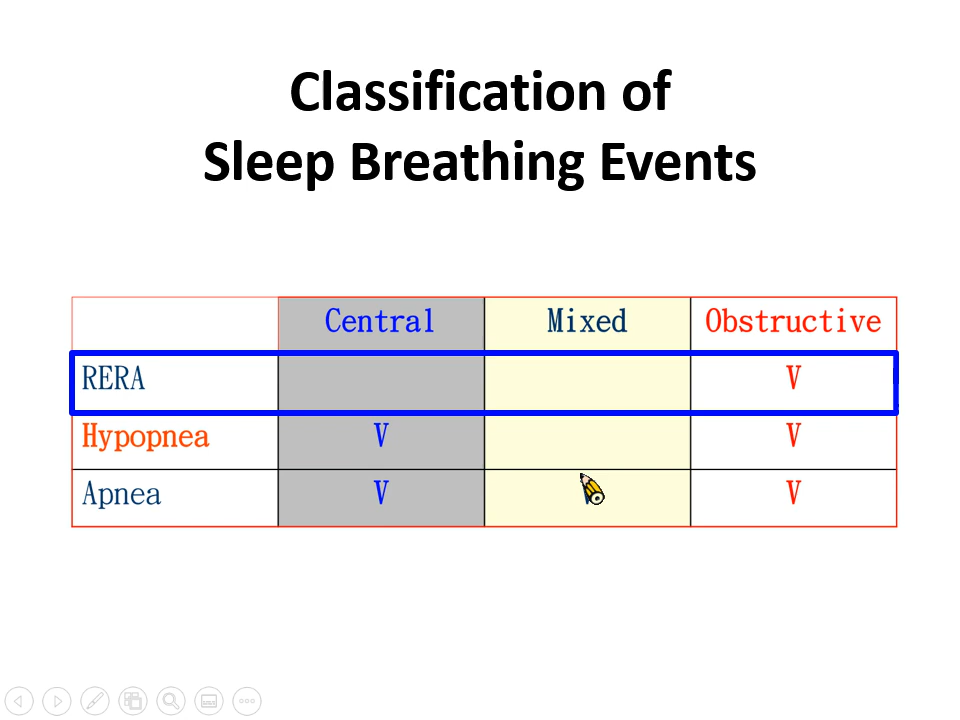 Classification of
Sleep Breathing Events
Central Mixed Obstructive
RERA V
Hypopnea V V
Apnea V V